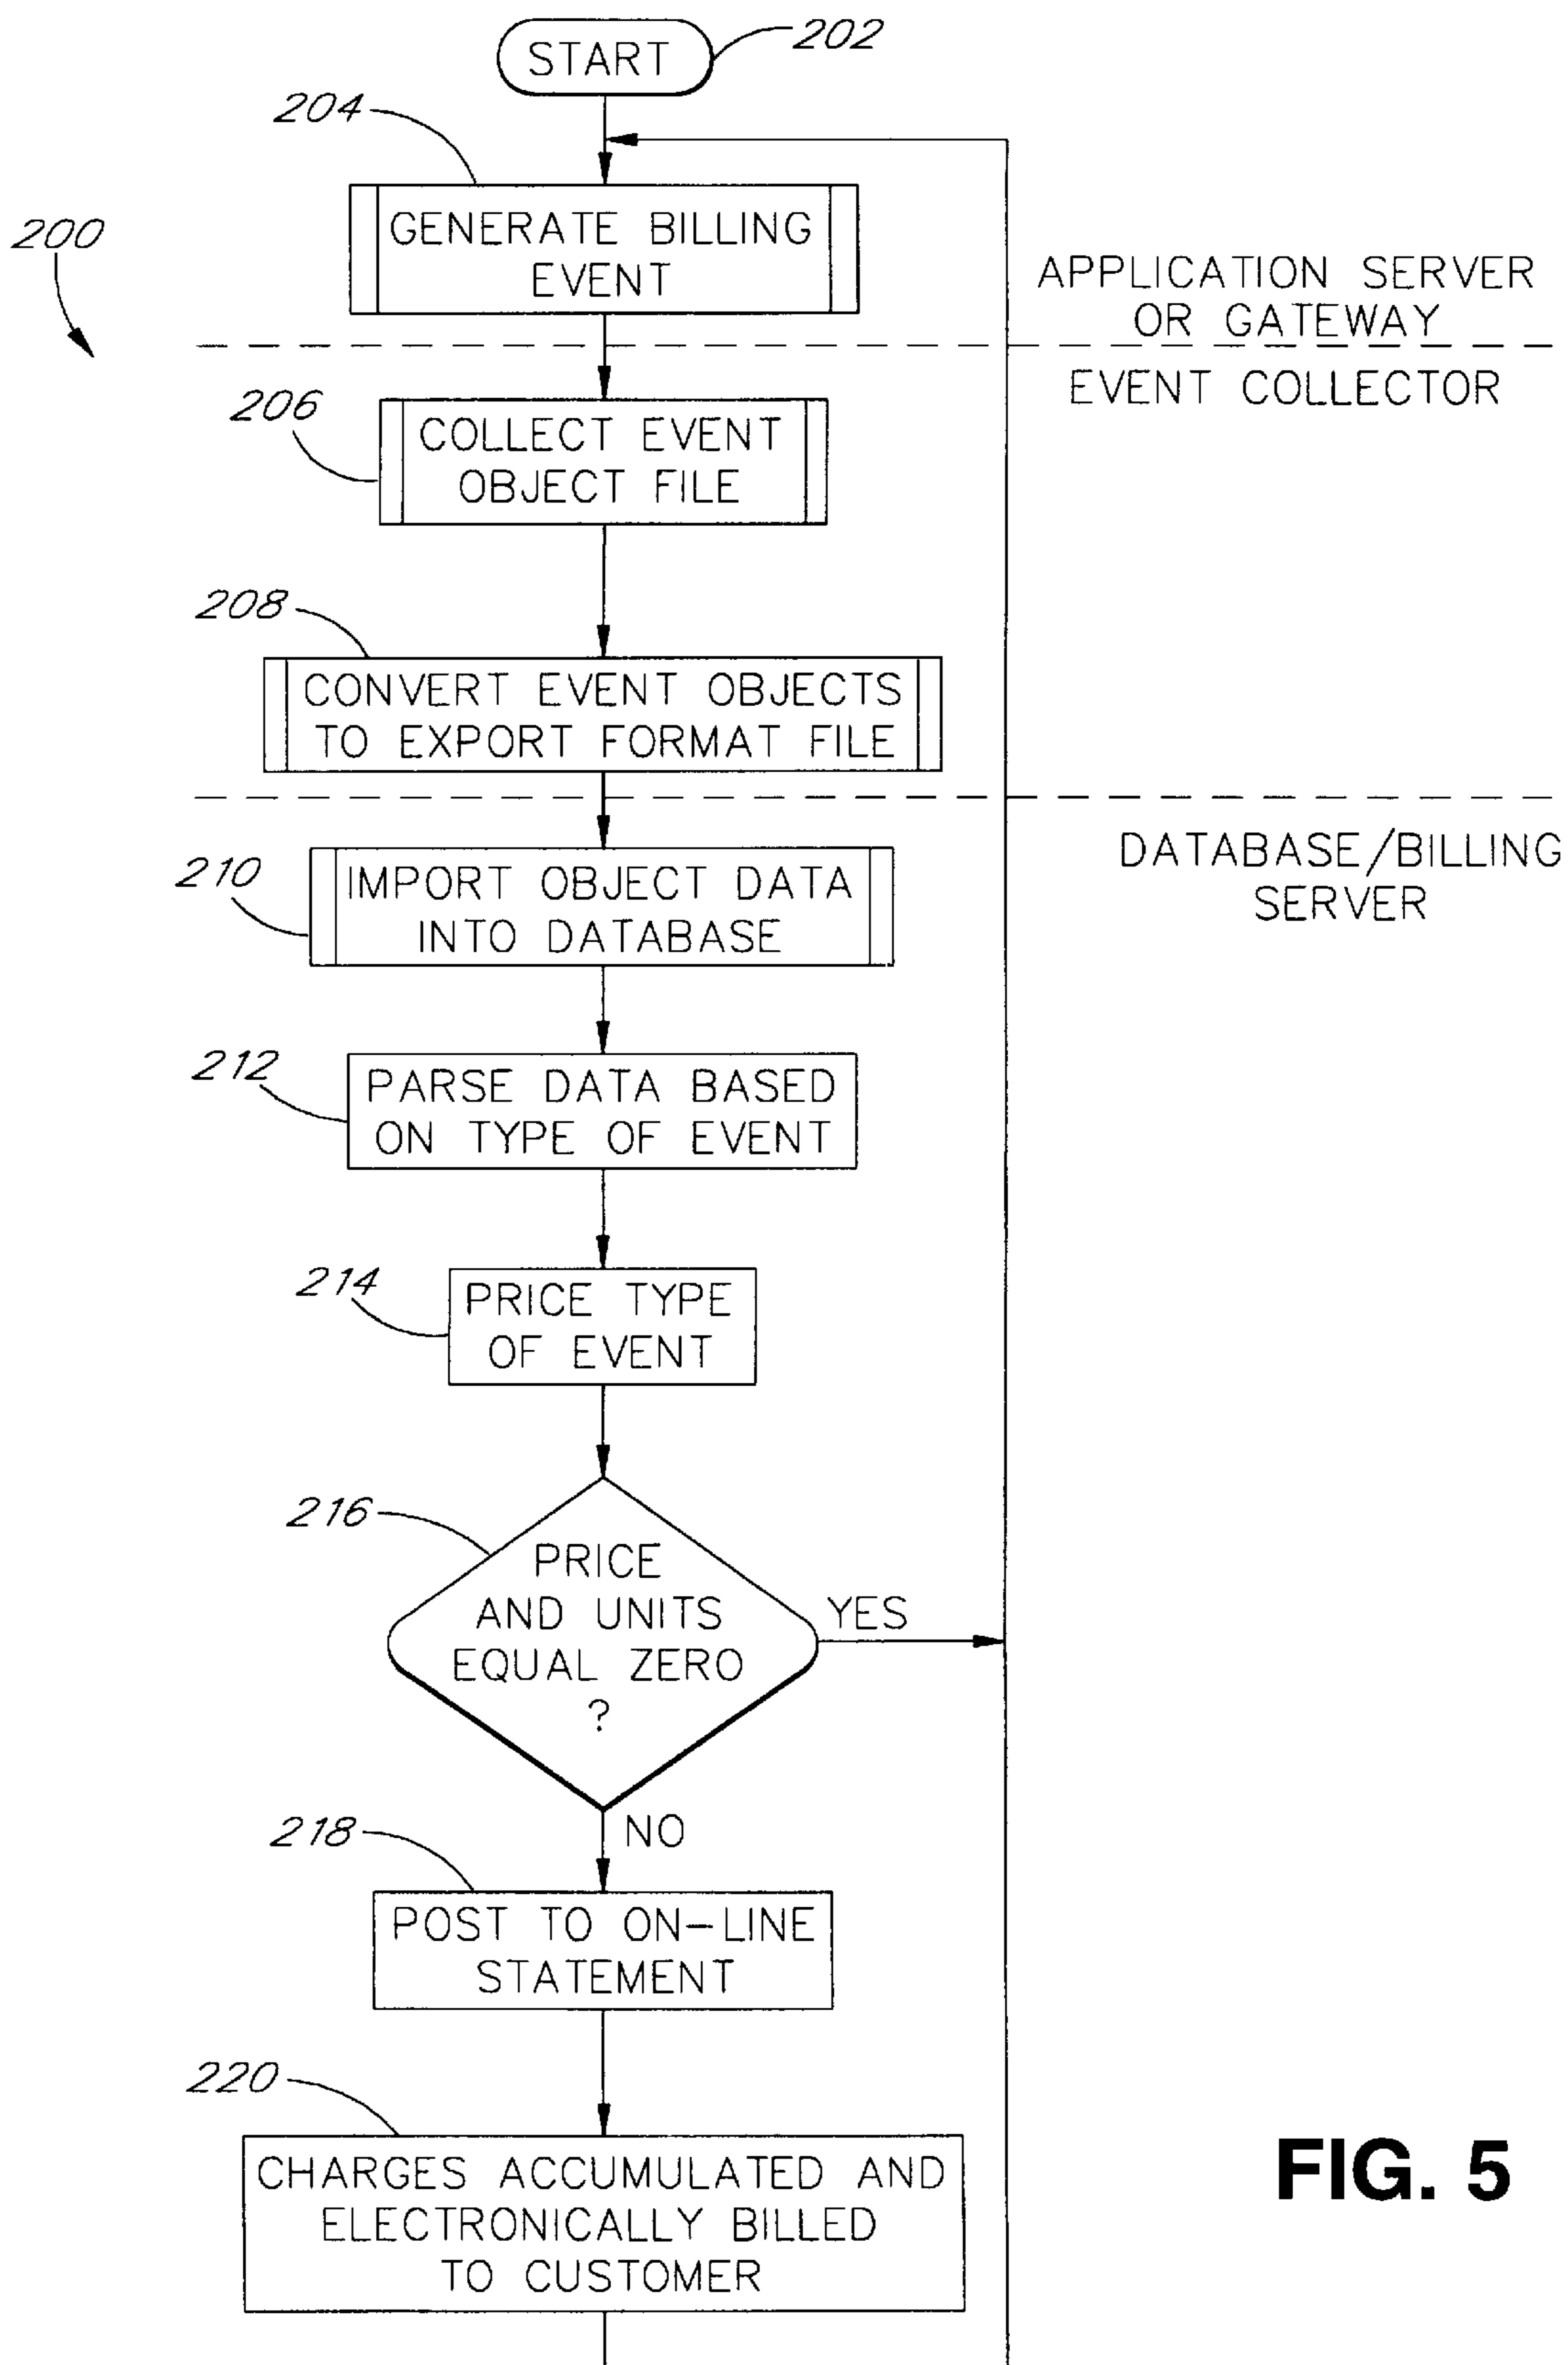 START
202
204
GENERATE BILLING
EVENT
200
APPLICATION SERVER
OR GATEWAY
EVENT COLLECTOR
206
COLLECT EVENT
OBJECT FILE
208
CONVERT EVENT OBJECTS
TO EXPORT FORMAT FILE
DATABASE/BILLING
SERVER
210
IMPORT OBJECT DATA
INTO DATABASE
212
PARSE DATA BASED
ON TYPE OF EVENT
214
PRICE TYPE
OF EVENT
216
PRICE
AND UNITS
EQUAL ZERO
?
YES
NO
218
POST TO ON-LINE
STATEMENT
220
CHARGES ACCUMULATED AND
ELECTRONICALLY BILLED
TO CUSTOMER
FIG. 5